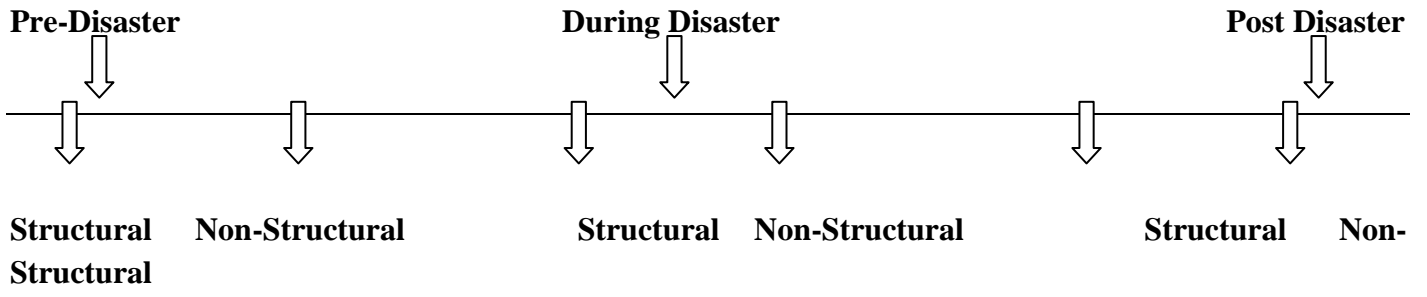 Pre-Disaster During Disaster Post Disaster
Structural Non-Structural Structural Non-Structural Structural Non-
Structural